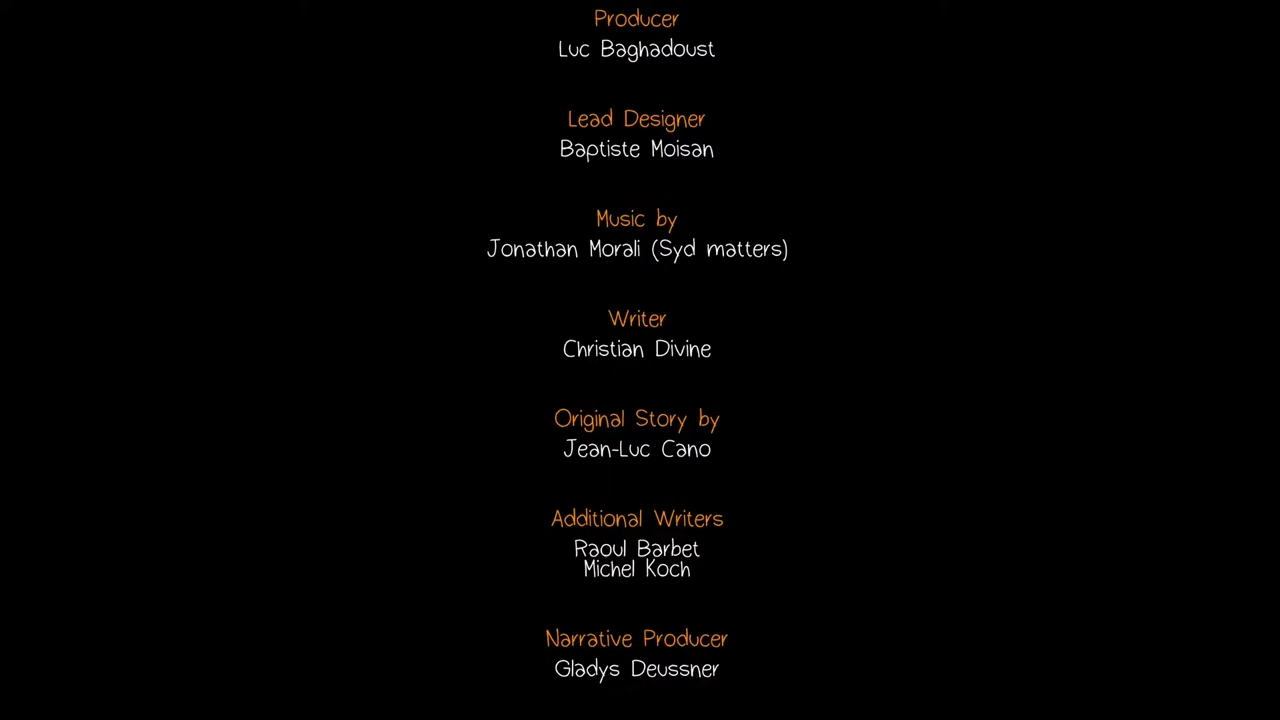 Producer
Luc Baghadoust
Lead Designer
Baptiste Moisan
Music by
Jonathan Morali (Syd matters)
Writer
Christian Divine
Original Story by
Jean-Luc Cano
Additional Writers
Raoul Barbet
Michel Koch
Narrative Producer
Gladys Deussner